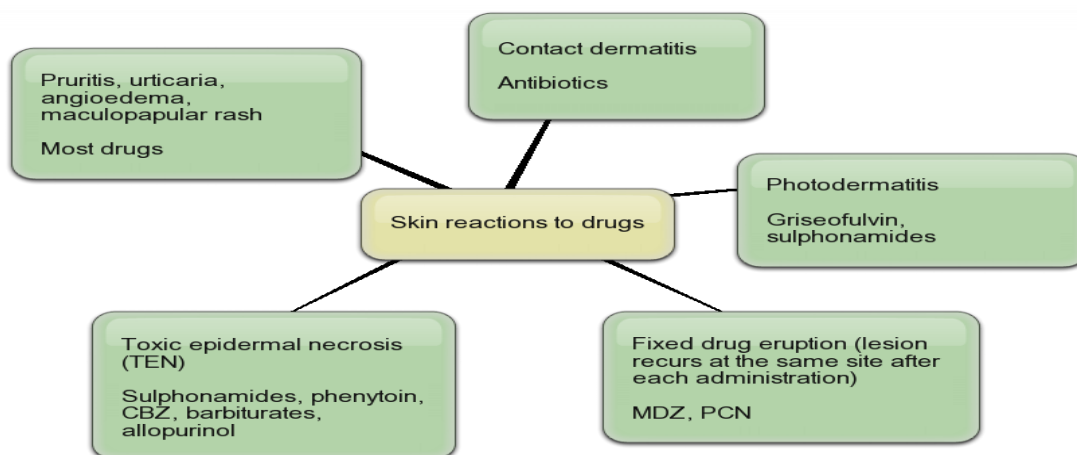 Pruritis, urticaria,
angioedema,
maculopapular rash
Most drugs
Contact dermatitis
Antibiotics
Photodermatitis
Griseofulvin,
sulphonamides
Skin reactions to drugs
Toxic epidermal necrosis
(TEN)
Sulphonamides, phenytoin,
CBZ, barbiturates,
allopurinol
Fixed drug eruption (lesion
recurs at the same site after
each administration)
MDZ, PCN